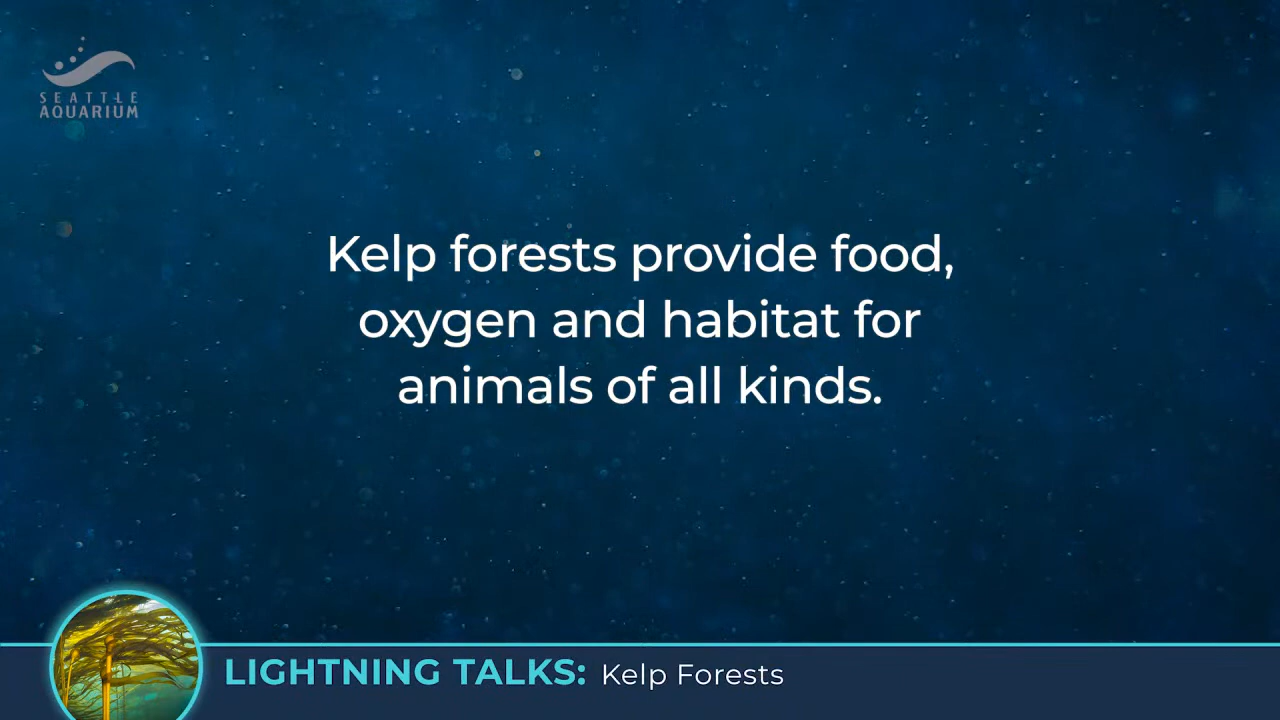 SEATTLE
AQUARIUM
Kelp forests provide food,
oxygen and habitat for
animals of all kinds.
LIGHTNING TALKS: Kelp Forests